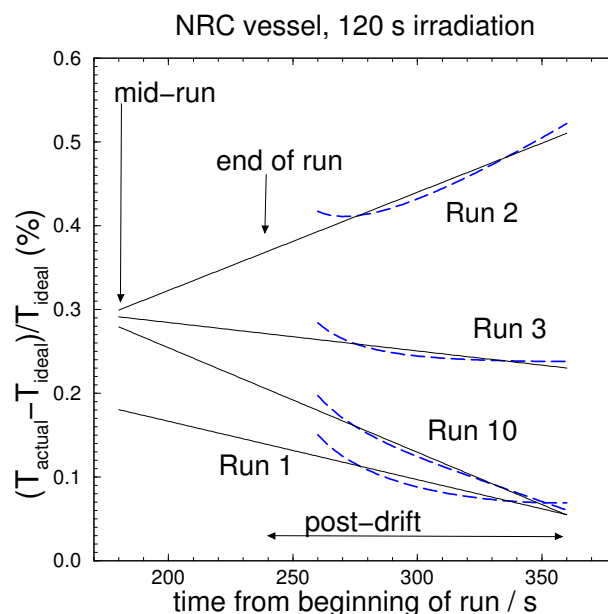 NRC vessel, 120 s irradiation
0.6
mid−run
0.5
end of run
Run 2
0.4
(T_actual−T_ideal)/T_ideal (%)
0.3
Run 3
0.2
Run 10
Run 1
0.1
post−drift
0.0
200 250 300 350
time from beginning of run / s